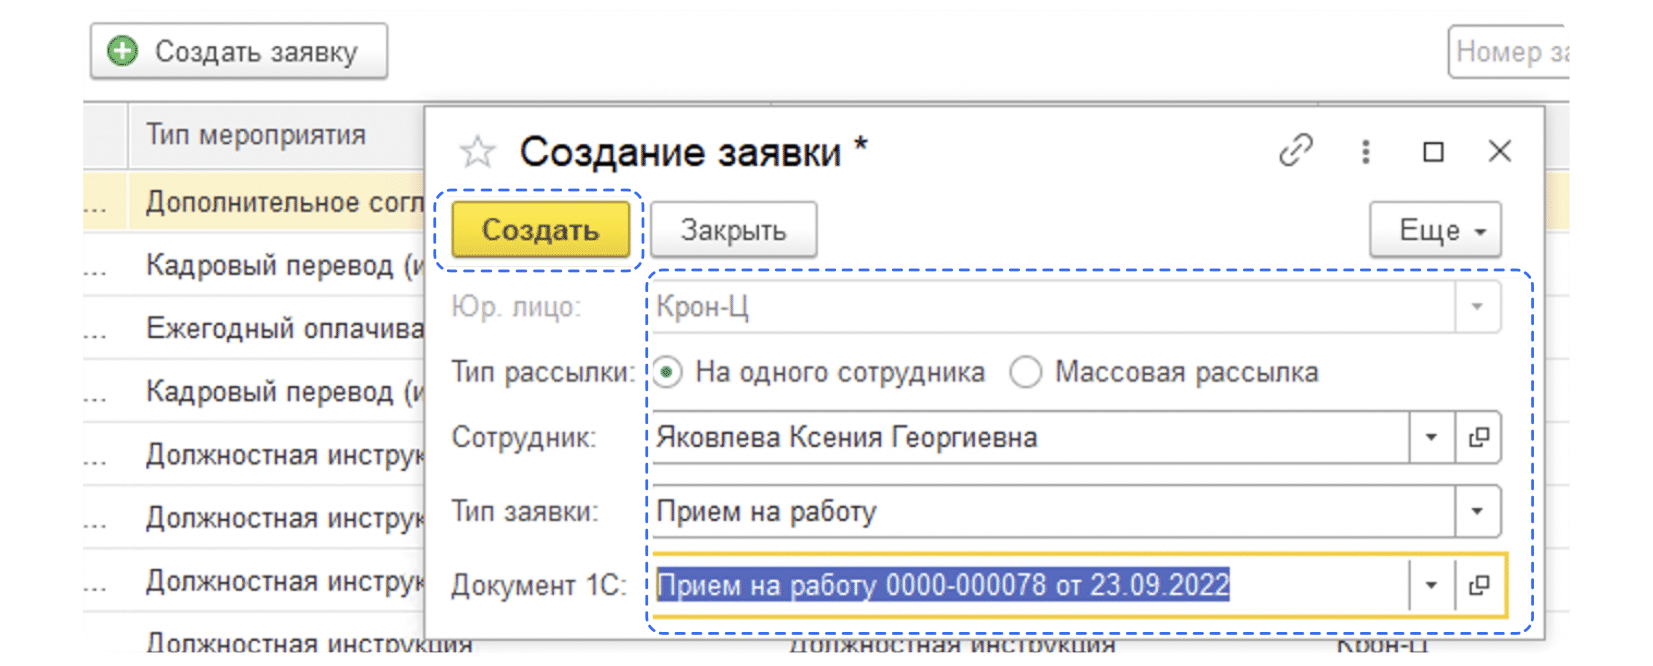 Создать заявку
Номер за
Тип мероприятия
Создание заявки *
Дополнительное согл
Создать
Закрыть
Еще
Кадровый перевод (и
Юр. лицо:
Крон-Ц
Ежегодный оплачива
Тип рассылки:
На одного сотрудника
Массовая рассылка
Кадровый перевод (и
Сотрудник:
Яковлева Ксения Георгиевна
Должностная инструк
Тип заявки:
Прием на работу
Должностная инструк
Документ 1С:
Прием на работу 0000-000078 от 23.09.2022
Должностная инструк
Должностная инструкция
Должностная инструкция
Крон-Ц